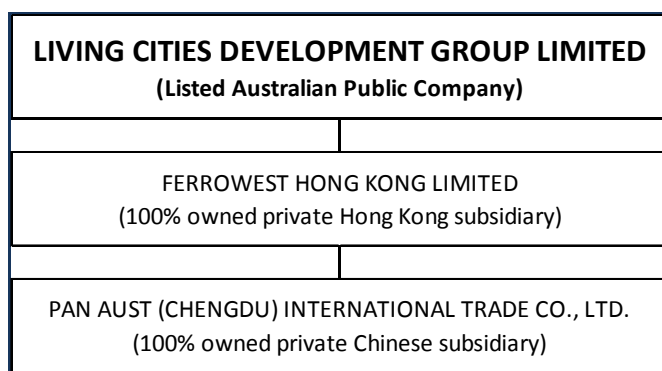 LIVING CITIES DEVELOPMENT GROUP LIMITED
(Listed Australian Public Company)
FERROWEST HONG KONG LIMITED
(100% owned private Hong Kong subsidiary)
PAN AUST (CHENGDU) INTERNATIONAL TRADE CO., LTD.
(100% owned private Chinese subsidiary)